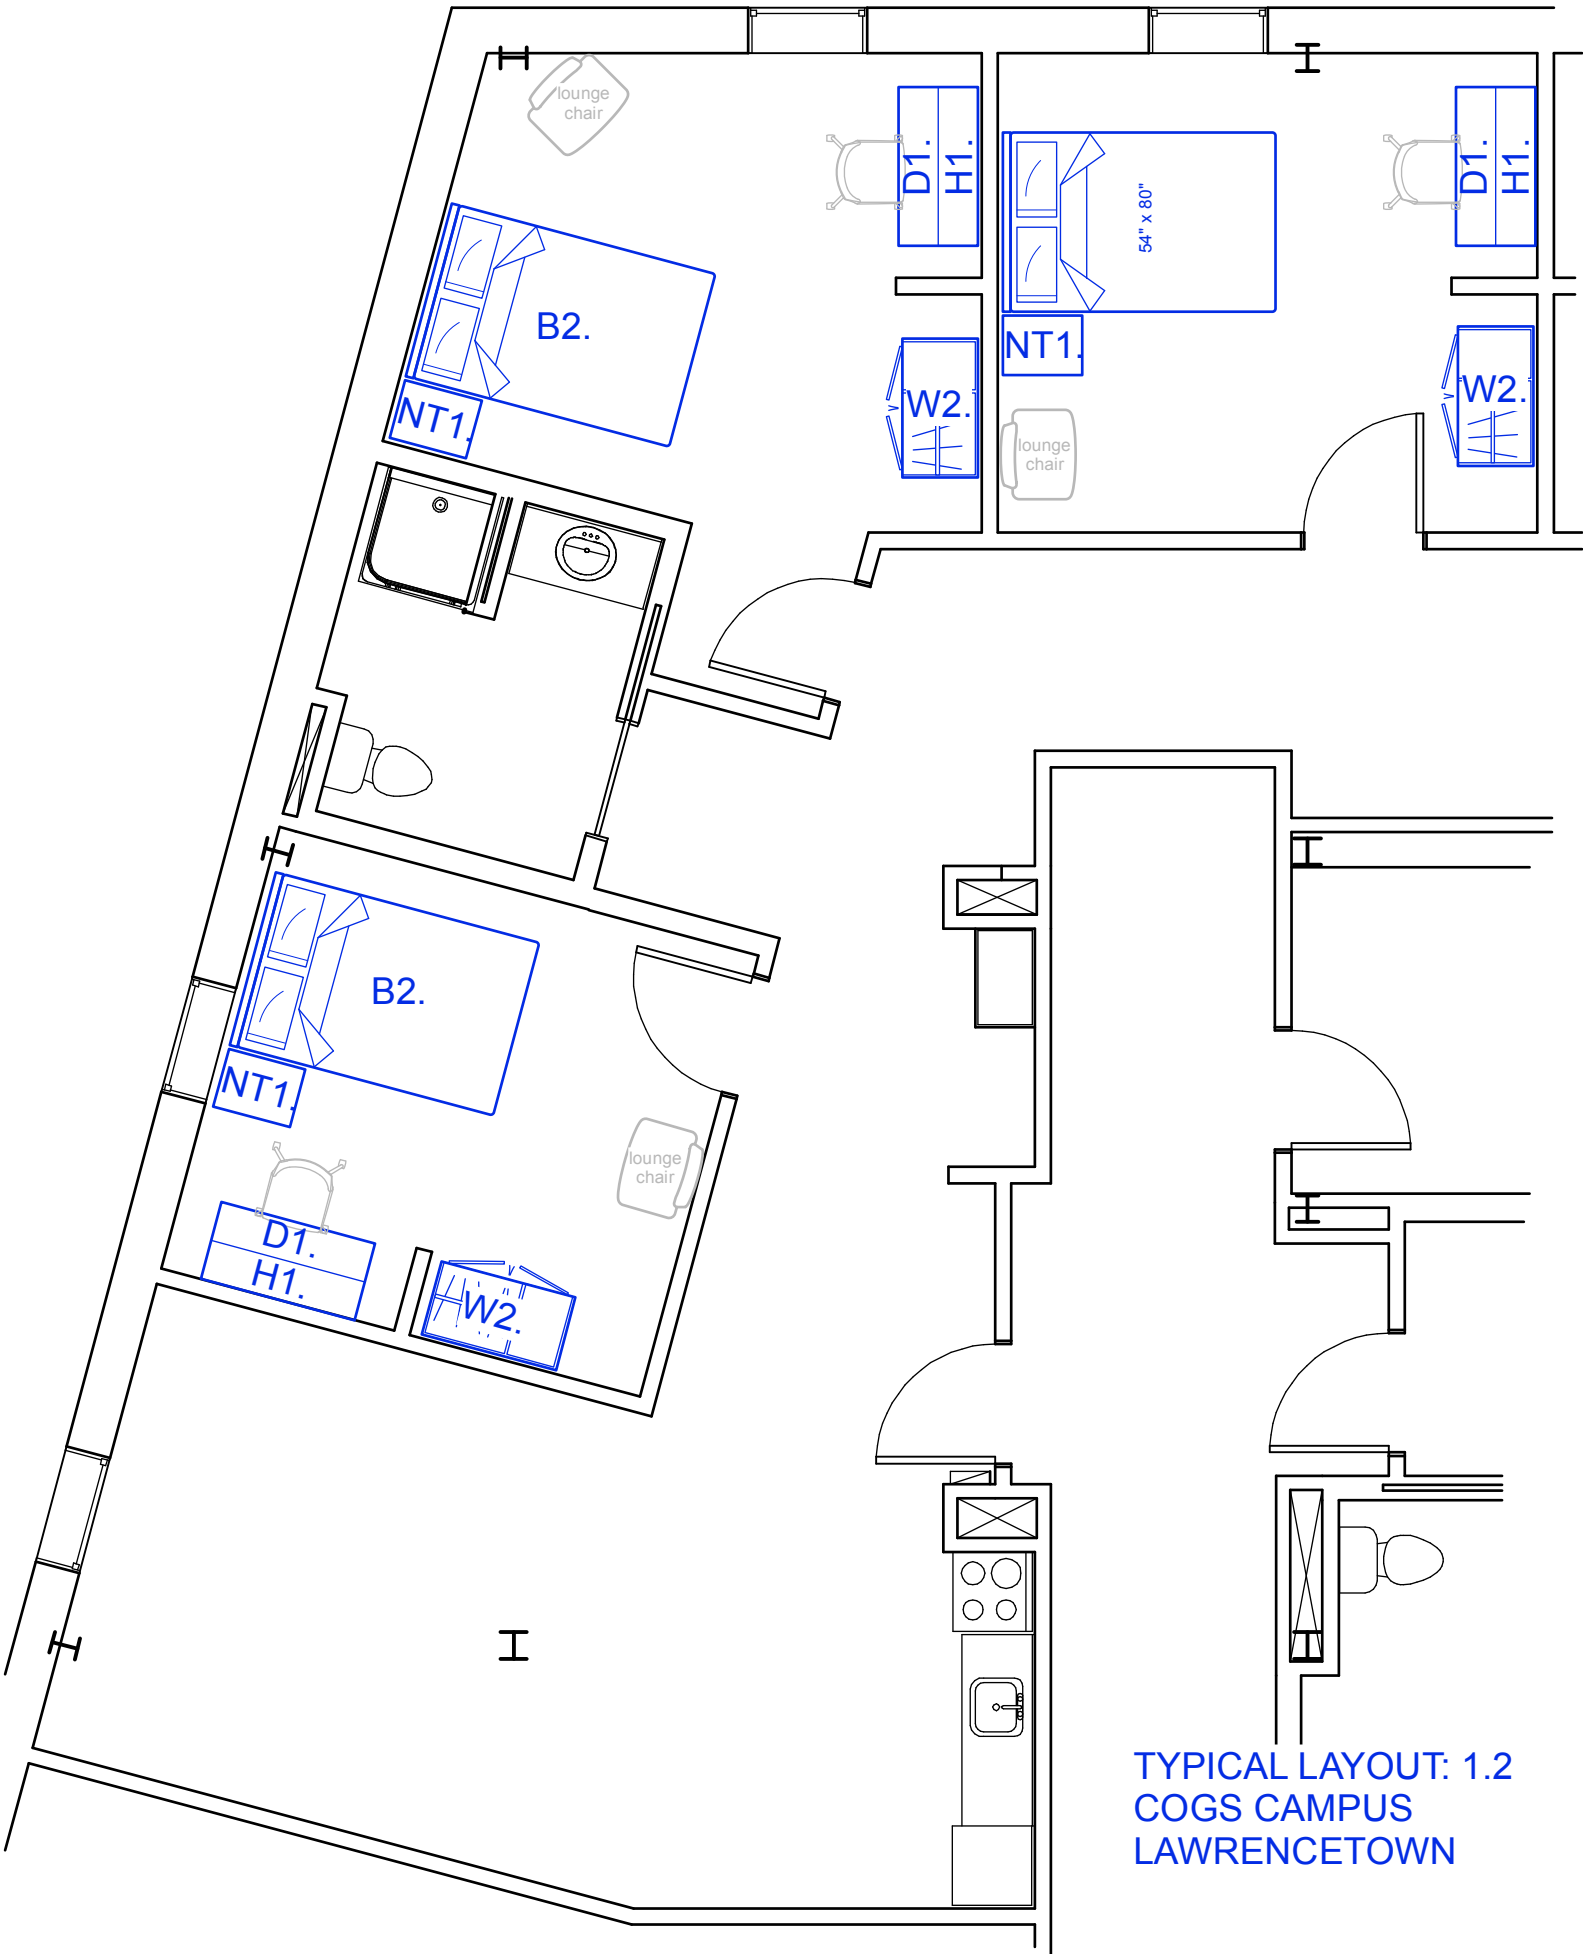 lounge
chair
D1.
H1.
B2.
NT1.
W2.
54" x 80"
D1.
H1.
NT1.
W2.
lounge
chair
B2.
NT1.
lounge
chair
D1.
H1.
W2.
TYPICAL LAYOUT: 1.2
COGS CAMPUS
LAWRENCETOWN